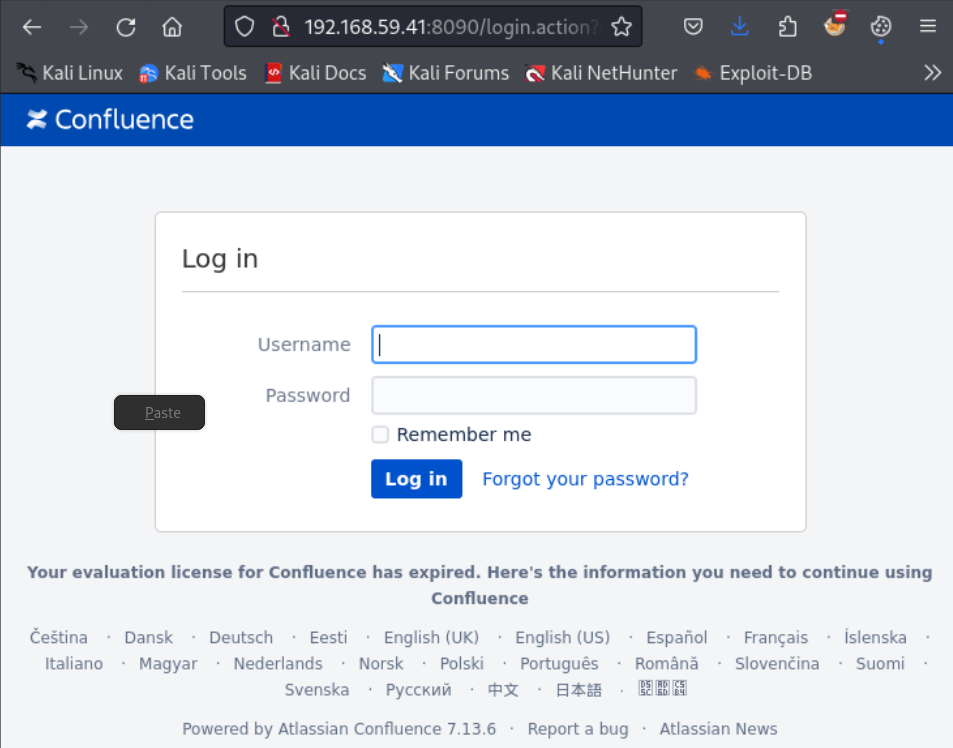 192.168.59.41:8090/login.action?
Kali Linux Kali Tools Kali Docs Kali Forums Kali NetHunter Exploit-DB
Confluence
Log in
Username
Password
Paste
Remember me
Log in Forgot your password?
Your evaluation license for Confluence has expired. Here's the information you need to continue using
Confluence
Čeština · Dansk · Deutsch · Eesti · English (UK) · English (US) · Español · Français · Íslenska ·
Italiano · Magyar · Nederlands · Norsk · Polski · Português · Română · Slovenčina · Suomi ·
Svenska · Русский · 中文 · 日本語 ·
Powered by Atlassian Confluence 7.13.6 · Report a bug · Atlassian News